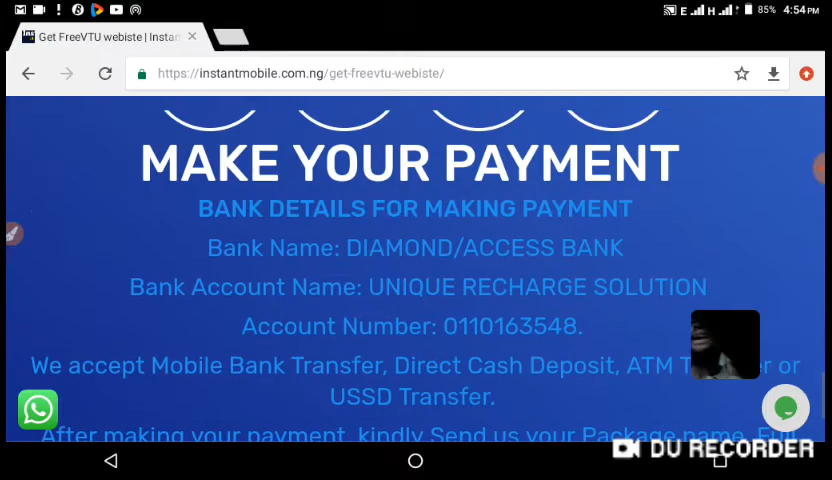 E H 85% 4:54PM
Get FreeVTU webiste | Instan
https://instantmobile.com.ng/get-freevtu-webiste/
MAKE YOUR PAYMENT
BANK DETAILS FOR MAKING PAYMENT
Bank Name: DIAMOND/ACCESS BANK
Bank Account Name: UNIQUE RECHARGE SOLUTION
Account Number: 0110163548.
We accept Mobile Bank Transfer, Direct Cash Deposit, ATM T er or
USSD Transfer.
After making your payment, kindly Send us your Package name, Full
DU RECORDER